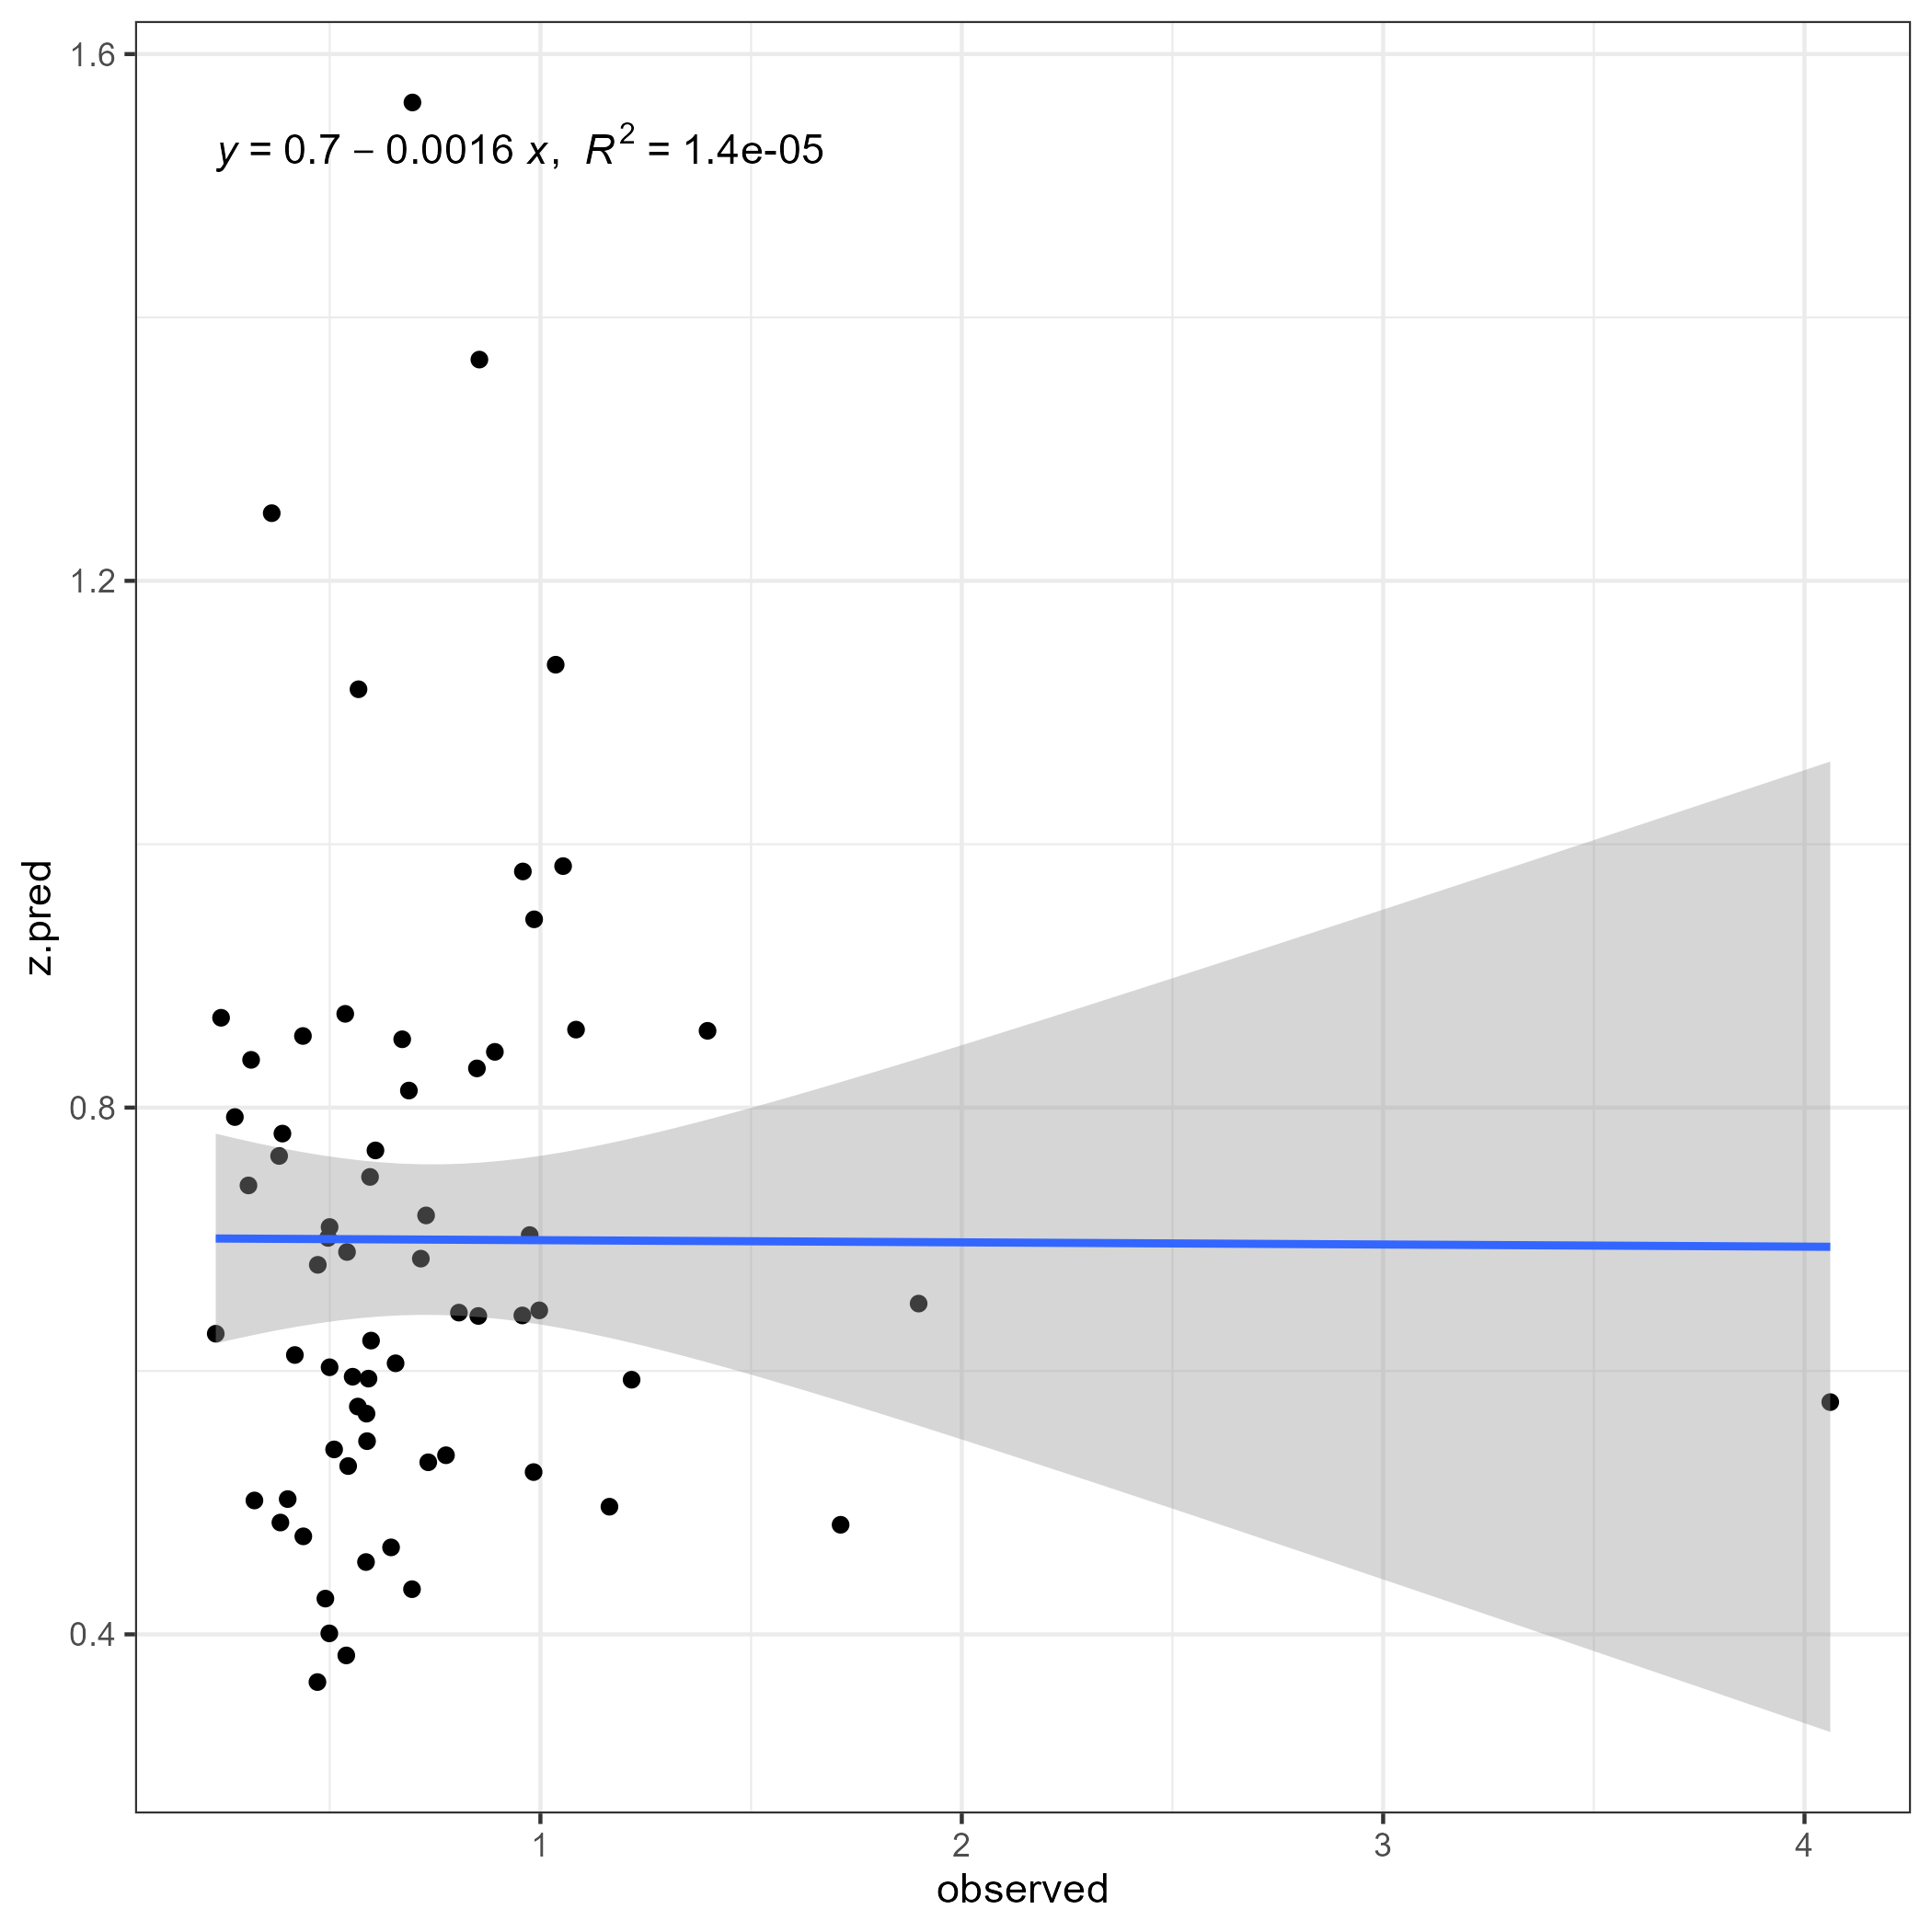 1.6
y = 0.7 – 0.0016 x, R² = 1.4e-05
1.2
z.pred
0.8
0.4
1 2 3 4
observed